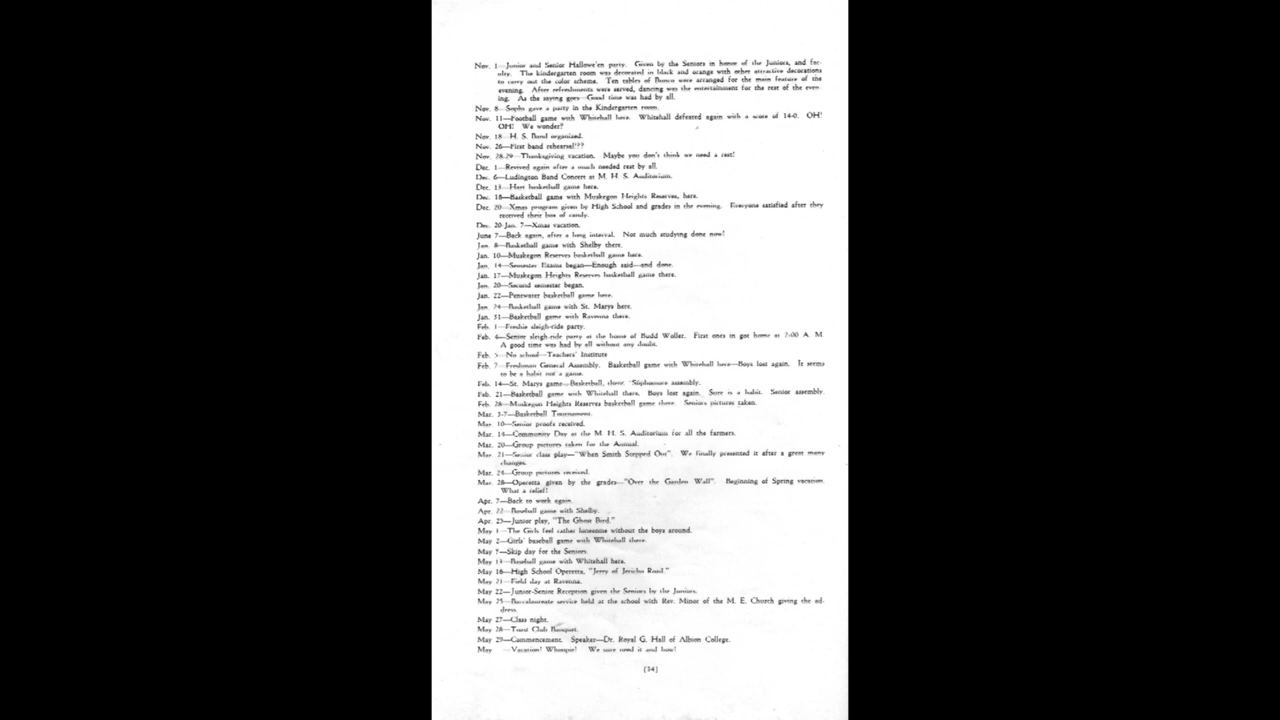 Nov. 1—Junior and Senior Hallowe'en party. Given by the Seniors in honor of the Juniors, and fac-
ulty. The kindergarten room was decorated in black and orange with other attractive decorations
to carry out the color scheme. Ten tables of Bunco were arranged for the main feature of the
evening. After refreshments were served, dancing was the entertainment for the rest of the even-
ing. As the saying goes—Good time was had by all.
Nov. 8—Sophs gave a party in the Kindergarten room.
Nov. 11—Football game with Whitehall here. Whitehall defeated again with a score of 14-0. OH!
OH! We wonder?
Nov. 18—H. S. Band organized.
Nov. 26—First band rehearsal???
Nov. 28-29—Thanksgiving vacation. Maybe you don't think we need a rest!
Dec. 1—Revived again after a much needed rest by all.
Dec. 6—Ludington Band Concert at M. H. S. Auditorium.
Dec. 13—Hart basketball game here.
Dec. 18—Basketball game with Muskegon Heights Reserves, here.
Dec. 20—Xmas program given by High School and grades in the evening. Everyone satisfied after they
received their box of candy.
Dec. 20-Jan. 7—Xmas vacation.
June 7—Back again, after a long interval. Not much studying done now!
Jan. 8—Basketball game with Shelby there.
Jan. 10—Muskegon Reserves basketball game here.
Jan. 14—Semester Exams began—Enough said—and done.
Jan. 17—Muskegon Heights Reserves basketball game there.
Jan. 20—Second semester began.
Jan. 22—Pentwater basketball game here.
Jan. 24—Basketball game with St. Marys here.
Jan. 31—Basketball game with Ravenna there.
Feb. 1—Freshie sleigh-ride party.
Feb. 4—Senior sleigh-ride party at the home of Budd Woller. First ones in got home at 2:00 A. M.
A good time was had by all without any doubt.
Feb. 5—No school—Teachers' Institute
Feb. 7—Freshman General Assembly. Basketball game with Whitehall here—Boys lost again. It seems
to be a habit not a game.
Feb. 14—St. Marys game—Basketball, there. Sophomore assembly.
Feb. 21—Basketball game with Whitehall there. Boys lost again. Sure is a habit. Senior assembly.
Feb. 28—Muskegon Heights Reserves basketball game there. Seniors pictures taken.
Mar. 5-7—Basketball Tournament.
Mar. 10—Senior proofs received.
Mar. 14—Community Day at the M. H. S. Auditorium for all the farmers.
Mar. 20—Group pictures taken for the Annual.
Mar. 21—Senior class play—"When Smith Stepped Out". We finally presented it after a great many
changes.
Mar. 24—Group pictures received.
Mar. 28—Operetta given by the grades—"Over the Garden Wall". Beginning of Spring vacation.
What a relief!
Apr. 7—Back to work again.
Apr. 22—Baseball game with Shelby.
Apr. 25—Junior play, "The Ghost Bird."
May 1—The Girls feel rather lonesome without the boys around.
May 2—Girls' baseball game with Whitehall there.
May 7—Skip day for the Seniors.
May 13—Baseball game with Whitehall here.
May 16—High School Operetta, "Jerry of Jericho Road."
May 21—Field day at Ravenna.
May 22—Junior-Senior Reception given the Seniors by the Juniors.
May 25—Baccalaureate service held at the school with Rev. Minor of the M. E. Church giving the ad-
dress.
May 27—Class night.
May 28—Toast Club Banquet.
May 29—Commencement. Speaker—Dr. Royal G. Hall of Albion College.
May —Vacation! Whoopie! We sure need it and how!
[34]